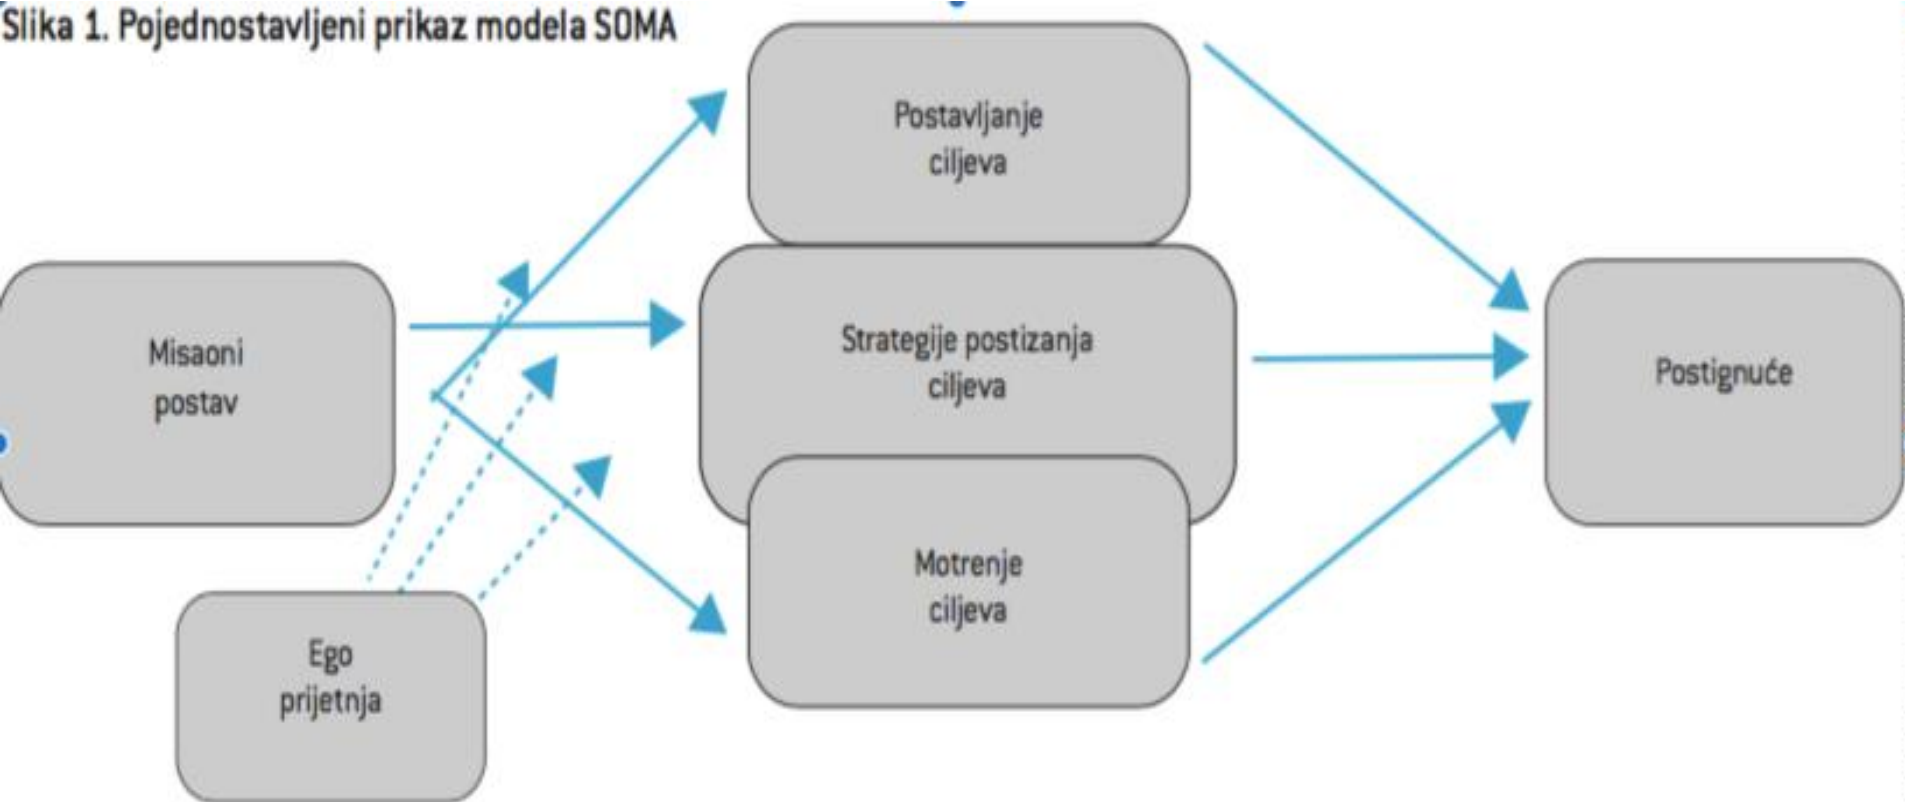 Slika 1. Pojednostavljeni prikaz modela SOMA
Postavljanje
ciljeva
Misaoni
postav
Strategije postizanja
ciljeva
Postignuće
Motrenje
ciljeva
Ego
prijetnja